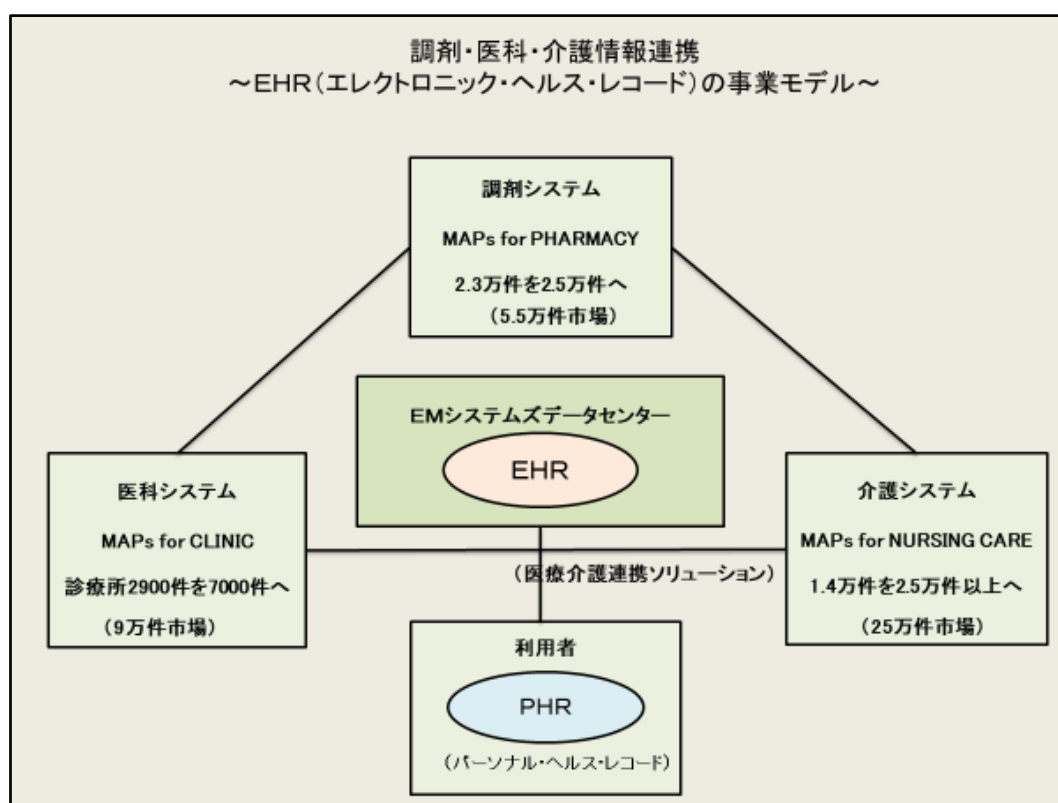 調剤・医科・介護情報連携
～EHR(エレクトロニック・ヘルス・レコード)の事業モデル～
調剤システム
MAPs for PHARMACY
2.3万件を2.5万件へ
(5.5万件市場)
EMシステムズデータセンター
EHR
医科システム
MAPs for CLINIC
診療所2900件を7000件へ
(9万件市場)
介護システム
MAPs for NURSING CARE
1.4万件を2.5万件以上へ
(25万件市場)
(医療介護連携ソリューション)
利用者
PHR
(パーソナル・ヘルス・レコード)